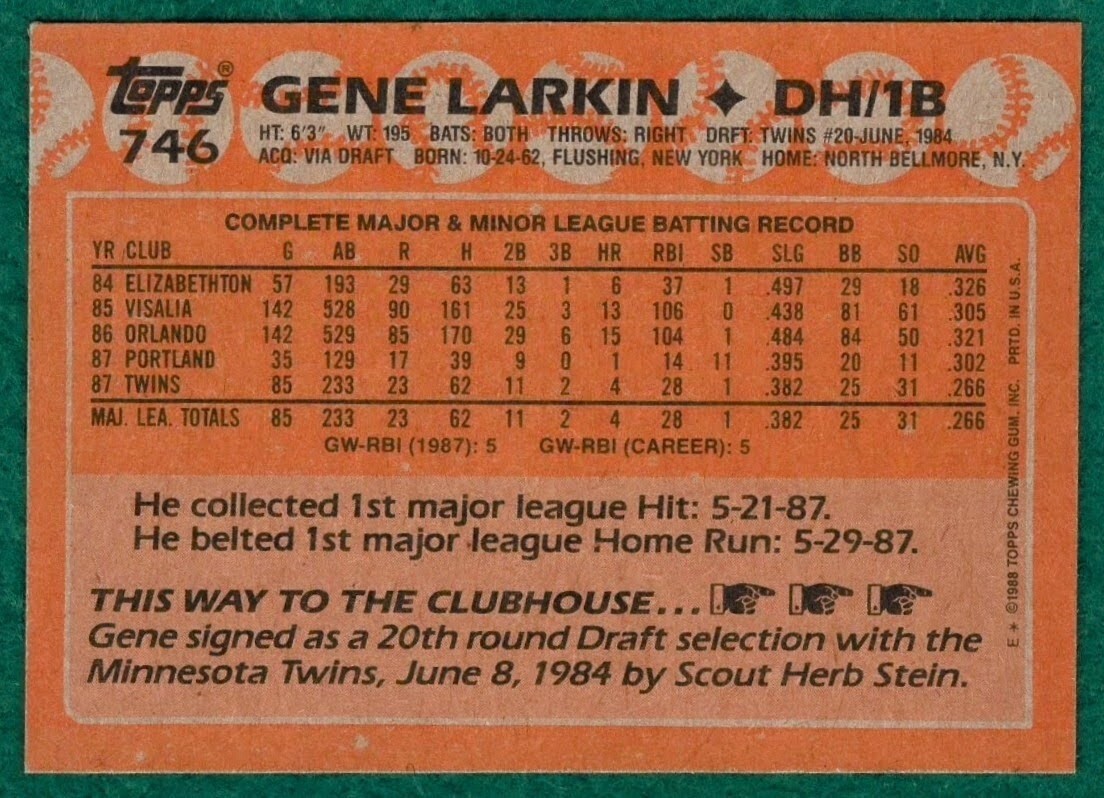 topps® GENE LARKIN ✦ DH/1B
746 HT: 6'3" WT: 195 BATS: BOTH THROWS: RIGHT DRFT: TWINS #20-JUNE, 1984
ACQ: VIA DRAFT BORN: 10-24-62, FLUSHING, NEW YORK HOME: NORTH BELLMORE, N.Y.
COMPLETE MAJOR & MINOR LEAGUE BATTING RECORD
YR CLUB G AB R H 2B 3B HR RBI SB SLG BB SO AVG
84 ELIZABETHTON 57 193 29 63 13 1 6 37 1 .497 29 18 .326
85 VISALIA 142 528 90 161 25 3 13 106 0 .438 81 61 .305
86 ORLANDO 142 529 85 170 29 6 15 104 1 .484 84 50 .321
87 PORTLAND 35 129 17 39 9 0 1 14 11 .395 20 11 .302
87 TWINS 85 233 23 62 11 2 4 28 1 .382 25 31 .266
MAJ. LEA. TOTALS 85 233 23 62 11 2 4 28 1 .382 25 31 .266
GW-RBI (1987): 5 GW-RBI (CAREER): 5
He collected 1st major league Hit: 5-21-87.
He belted 1st major league Home Run: 5-29-87.
THIS WAY TO THE CLUBHOUSE...
Gene signed as a 20th round Draft selection with the
Minnesota Twins, June 8, 1984 by Scout Herb Stein.
E * ©1988 TOPPS CHEWING GUM, INC. PRTD. IN U.S.A.